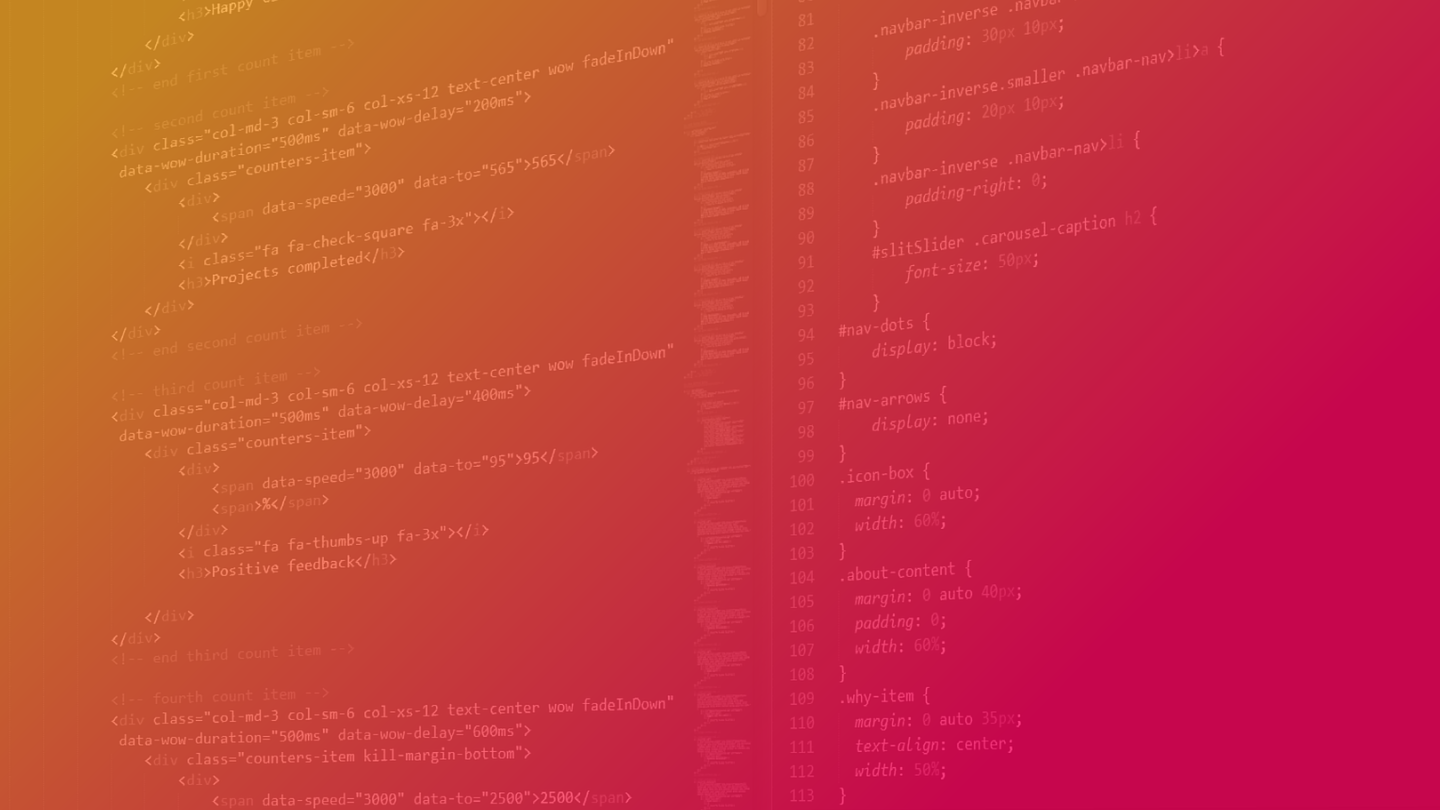 <h3>Happy
</div>
</div>
<!-- end first count item -->
<!-- second count item -->
<div class="col-md-3 col-sm-6 col-xs-12 text-center wow fadeInDown"
data-wow-duration="500ms" data-wow-delay="200ms">
<div class="counters-item">
<div>
<span data-speed="3000" data-to="565">565</span>
</div>
<i class="fa fa-check-square fa-3x"></i>
<h3>Projects completed</h3>
</div>
</div>
<!-- end second count item -->
<!-- third count item -->
<div class="col-md-3 col-sm-6 col-xs-12 text-center wow fadeInDown"
data-wow-duration="500ms" data-wow-delay="400ms">
<div class="counters-item">
<div>
<span data-speed="3000" data-to="95">95</span>
<span>%</span>
</div>
<i class="fa fa-thumbs-up fa-3x"></i>
<h3>Positive feedback</h3>
</div>
</div>
<!-- end third count item -->
<!-- fourth count item -->
<div class="col-md-3 col-sm-6 col-xs-12 text-center wow fadeInDown"
data-wow-duration="500ms" data-wow-delay="600ms">
<div class="counters-item kill-margin-bottom">
<div>
<span data-speed="3000" data-to="2500">2500</span>
81 .navbar-inverse
82 padding: 30px 10px;
83 }
84 .navbar-inverse.smaller .navbar-nav>li>a {
85 padding: 20px 10px;
86 }
87 .navbar-inverse .navbar-nav>li {
88 padding-right: 0;
89 }
90 #slitSlider .carousel-caption h2 {
91 font-size: 50px;
92 }
93
94 #nav-dots {
95 display: block;
96 }
97 #nav-arrows {
98 display: none;
99 }
100 .icon-box {
101 margin: 0 auto;
102 width: 60%;
103 }
104 .about-content {
105 margin: 0 auto 40px;
106 padding: 0;
107 width: 60%;
108 }
109 .why-item {
110 margin: 0 auto 35px;
111 text-align: center;
112 width: 50%;
113 }